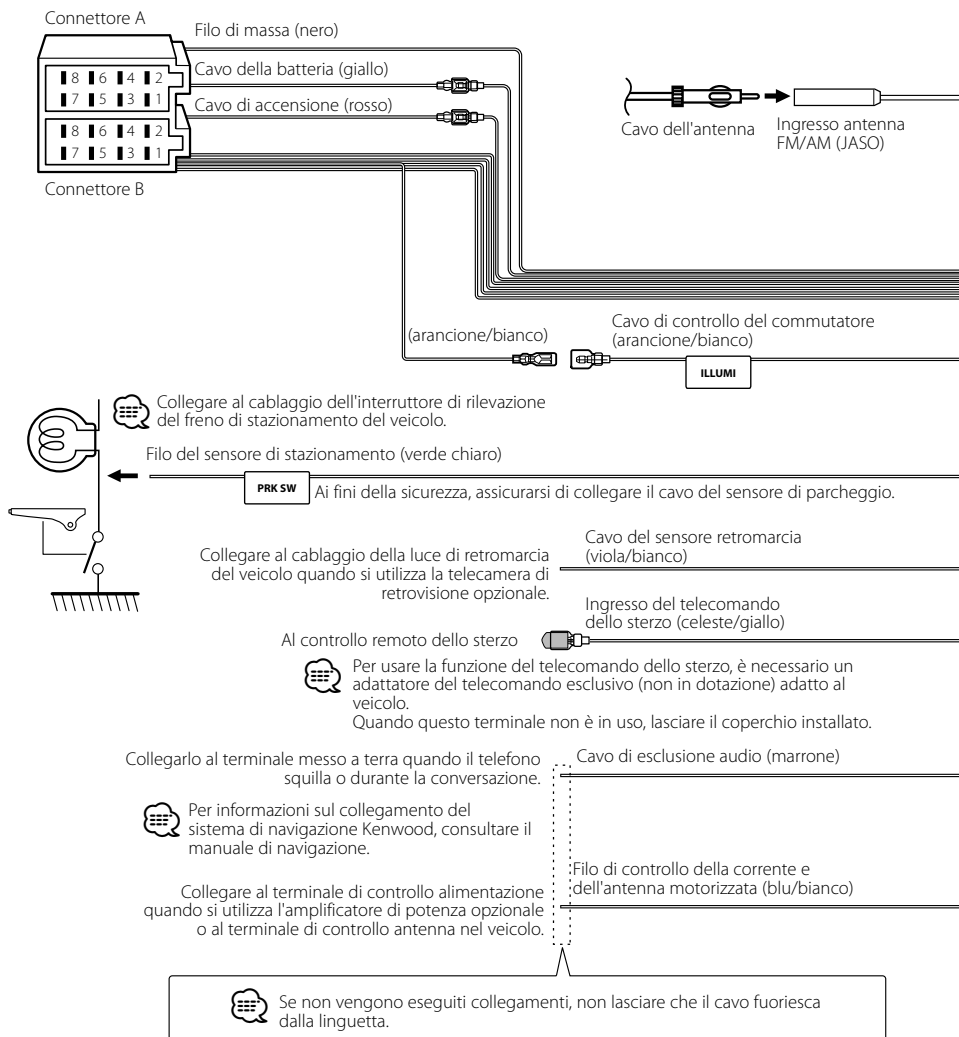 Connettore A
Filo di massa (nero)
Cavo della batteria (giallo)
8 6 4 2
7 5 3 1
Cavo di accensione (rosso)
8 6 4 2
7 5 3 1
Connettore B
Cavo dell'antenna
Ingresso antenna
FM/AM (JASO)
(arancione/bianco)
Cavo di controllo del commutatore
(arancione/bianco)
ILLUMI
Collegare al cablaggio dell'interruttore di rilevazione
del freno di stazionamento del veicolo.
Filo del sensore di stazionamento (verde chiaro)
PRK SW
Ai fini della sicurezza, assicurarsi di collegare il cavo del sensore di parcheggio.
Collegare al cablaggio della luce di retromarcia
del veicolo quando si utilizza la telecamera di
retrovisione opzionale.
Cavo del sensore retromarcia
(viola/bianco)
Al controllo remoto dello sterzo
Ingresso del telecomando
dello sterzo (celeste/giallo)
Per usare la funzione del telecomando dello sterzo, è necessario un
adattatore del telecomando esclusivo (non in dotazione) adatto al
veicolo.
Quando questo terminale non è in uso, lasciare il coperchio installato.
Collegarlo al terminale messo a terra quando il telefono
squilla o durante la conversazione.
Cavo di esclusione audio (marrone)
Per informazioni sul collegamento del
sistema di navigazione Kenwood, consultare il
manuale di navigazione.
Collegare al terminale di controllo alimentazione
quando si utilizza l'amplificatore di potenza opzionale
o al terminale di controllo antenna nel veicolo.
Filo di controllo della corrente e
dell'antenna motorizzata (blu/bianco)
Se non vengono eseguiti collegamenti, non lasciare che il cavo fuoriesca
dalla linguetta.